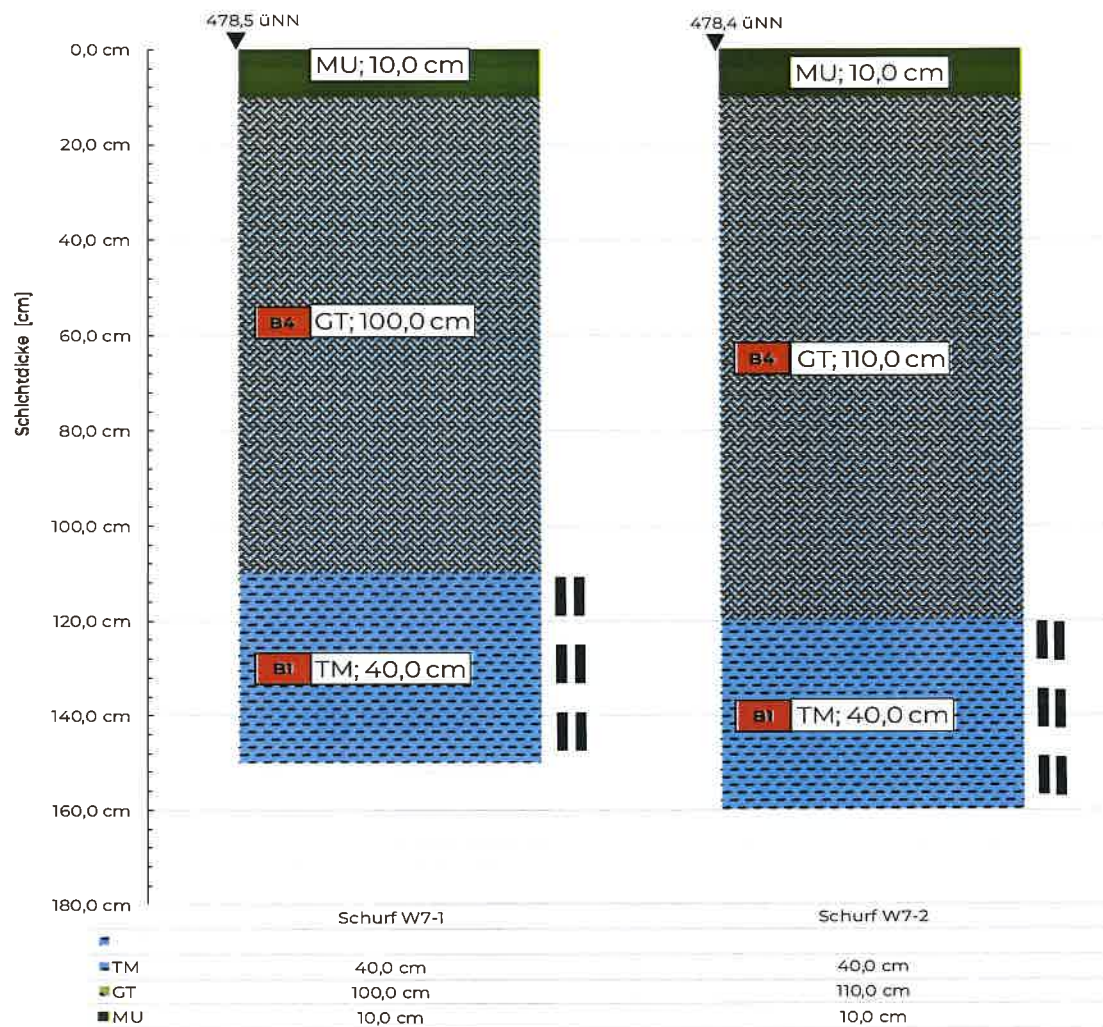 478,5 üNN
478,4 üNN
0,0 cm
20,0 cm
40,0 cm
60,0 cm
80,0 cm
100,0 cm
120,0 cm
140,0 cm
160,0 cm
180,0 cm
Schichtdicke [cm]
MU; 10,0 cm
B4 GT; 100,0 cm
B1 TM; 40,0 cm
MU; 10,0 cm
B4 GT; 110,0 cm
B1 TM; 40,0 cm
Schurf W7-1 Schurf W7-2
TM 40,0 cm 40,0 cm
GT 100,0 cm 110,0 cm
MU 10,0 cm 10,0 cm